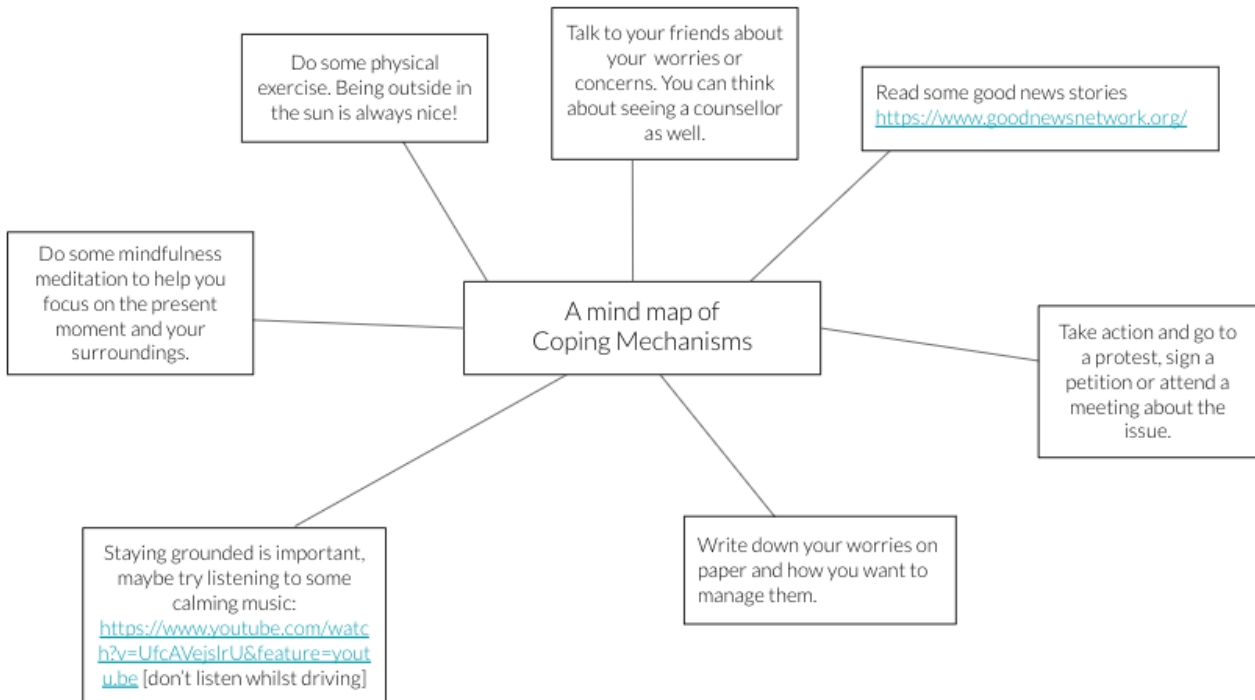 Talk to your friends about
your worries or
concerns. You can think
about seeing a counsellor
as well.
Do some physical
exercise. Being outside in
the sun is always nice!
Read some good news stories
https://www.goodnewsnetwork.org/
Do some mindfulness
meditation to help you
focus on the present
moment and your
surroundings.
A mind map of
Coping Mechanisms
Take action and go to
a protest, sign a
petition or attend a
meeting about the
issue.
Staying grounded is important,
maybe try listening to some
calming music:
https://www.youtube.com/watc
h?v=UfcAVejslrU&feature=yout
u.be [don't listen whilst driving]
Write down your worries on
paper and how you want to
manage them.